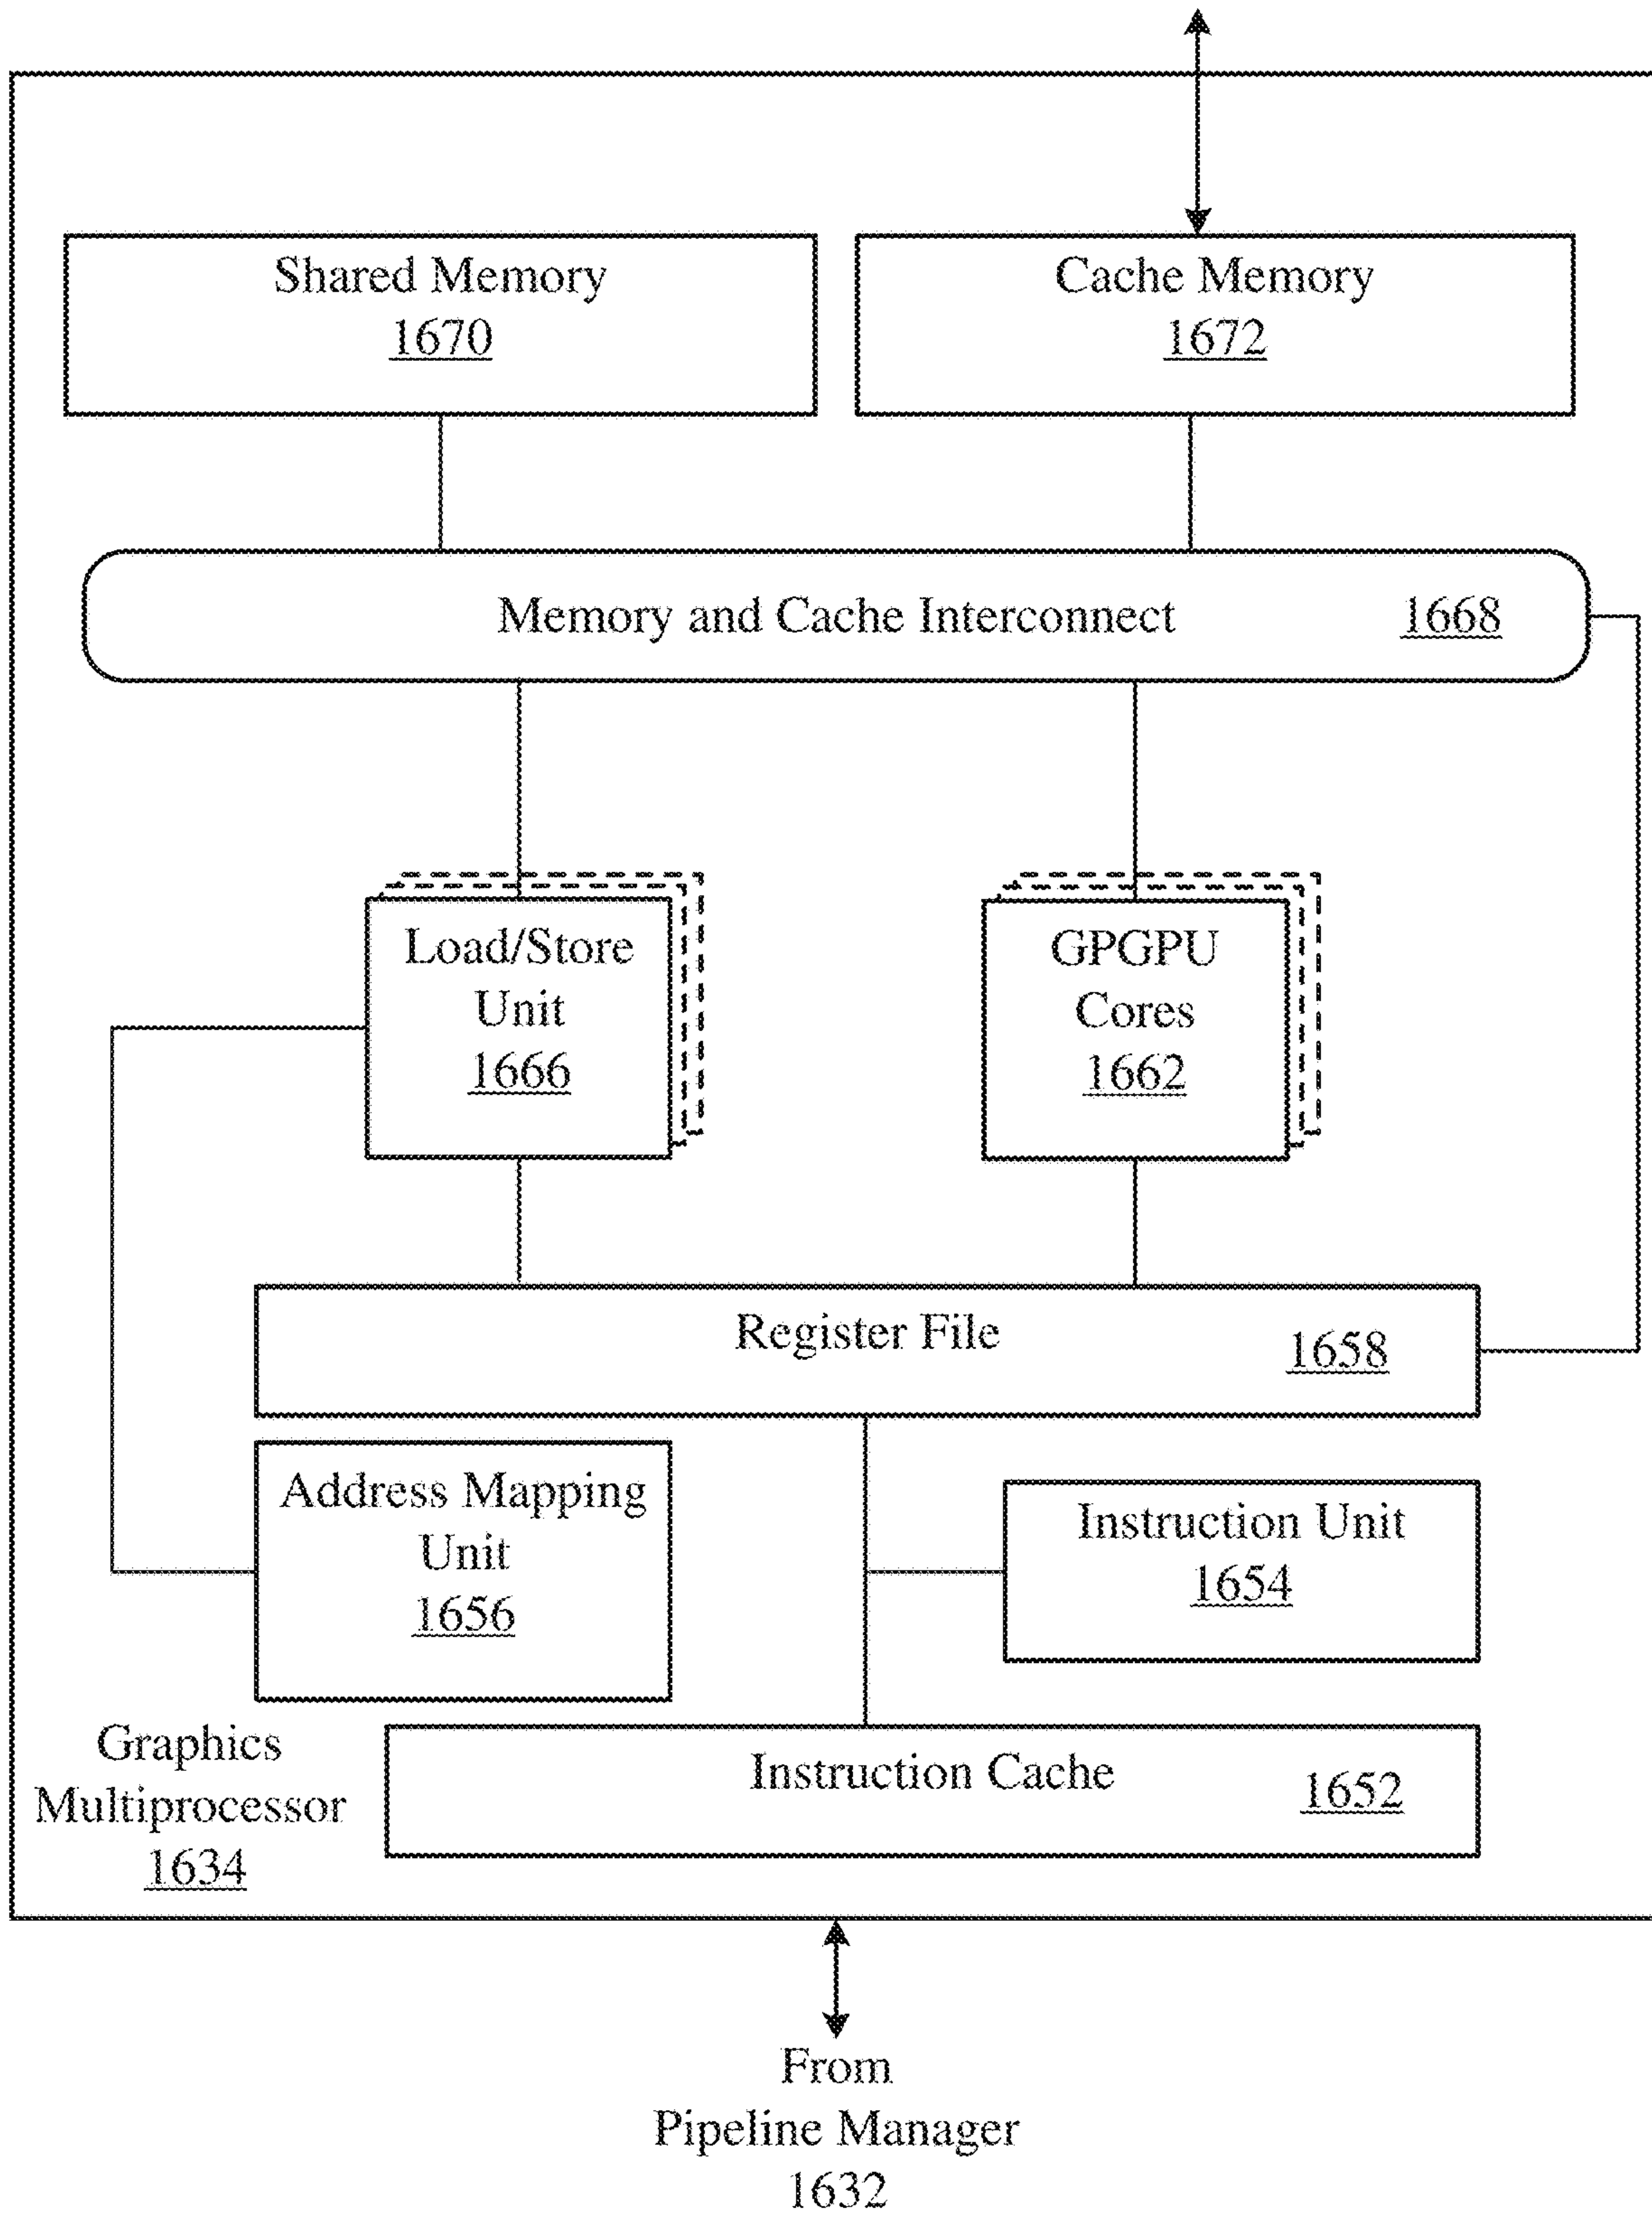 Shared Memory
1670
Cache Memory
1672
Memory and Cache Interconnect 1668
Load/Store
Unit
1666
GPGPU
Cores
1662
Register File 1658
Address Mapping
Unit
1656
Instruction Unit
1654
Graphics
Multiprocessor
1634
Instruction Cache 1652
From
Pipeline Manager
1632